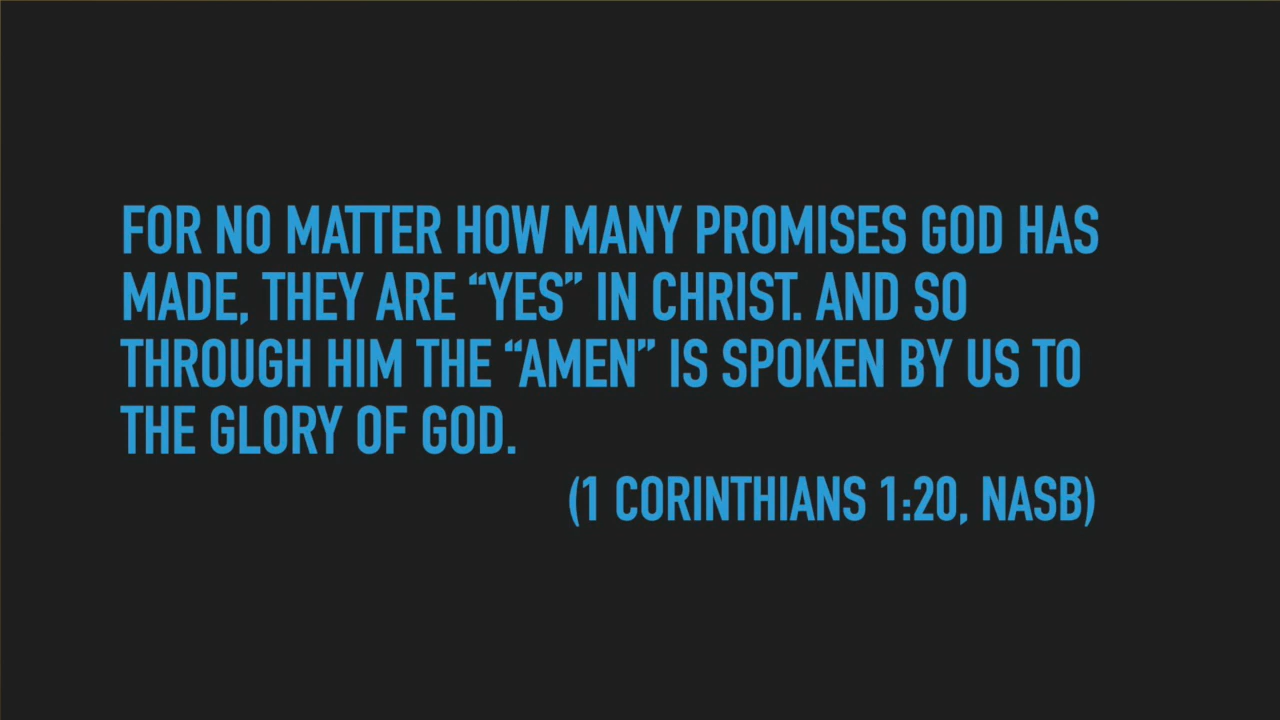 FOR NO MATTER HOW MANY PROMISES GOD HAS
MADE, THEY ARE “YES” IN CHRIST. AND SO
THROUGH HIM THE “AMEN” IS SPOKEN BY US TO
THE GLORY OF GOD.
(1 CORINTHIANS 1:20, NASB)